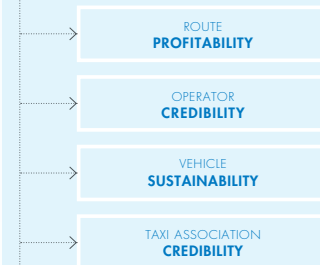 ROUTE
PROFITABILITY
OPERATOR
CREDIBILITY
VEHICLE
SUSTAINABILITY
TAXI ASSOCIATION
CREDIBILITY